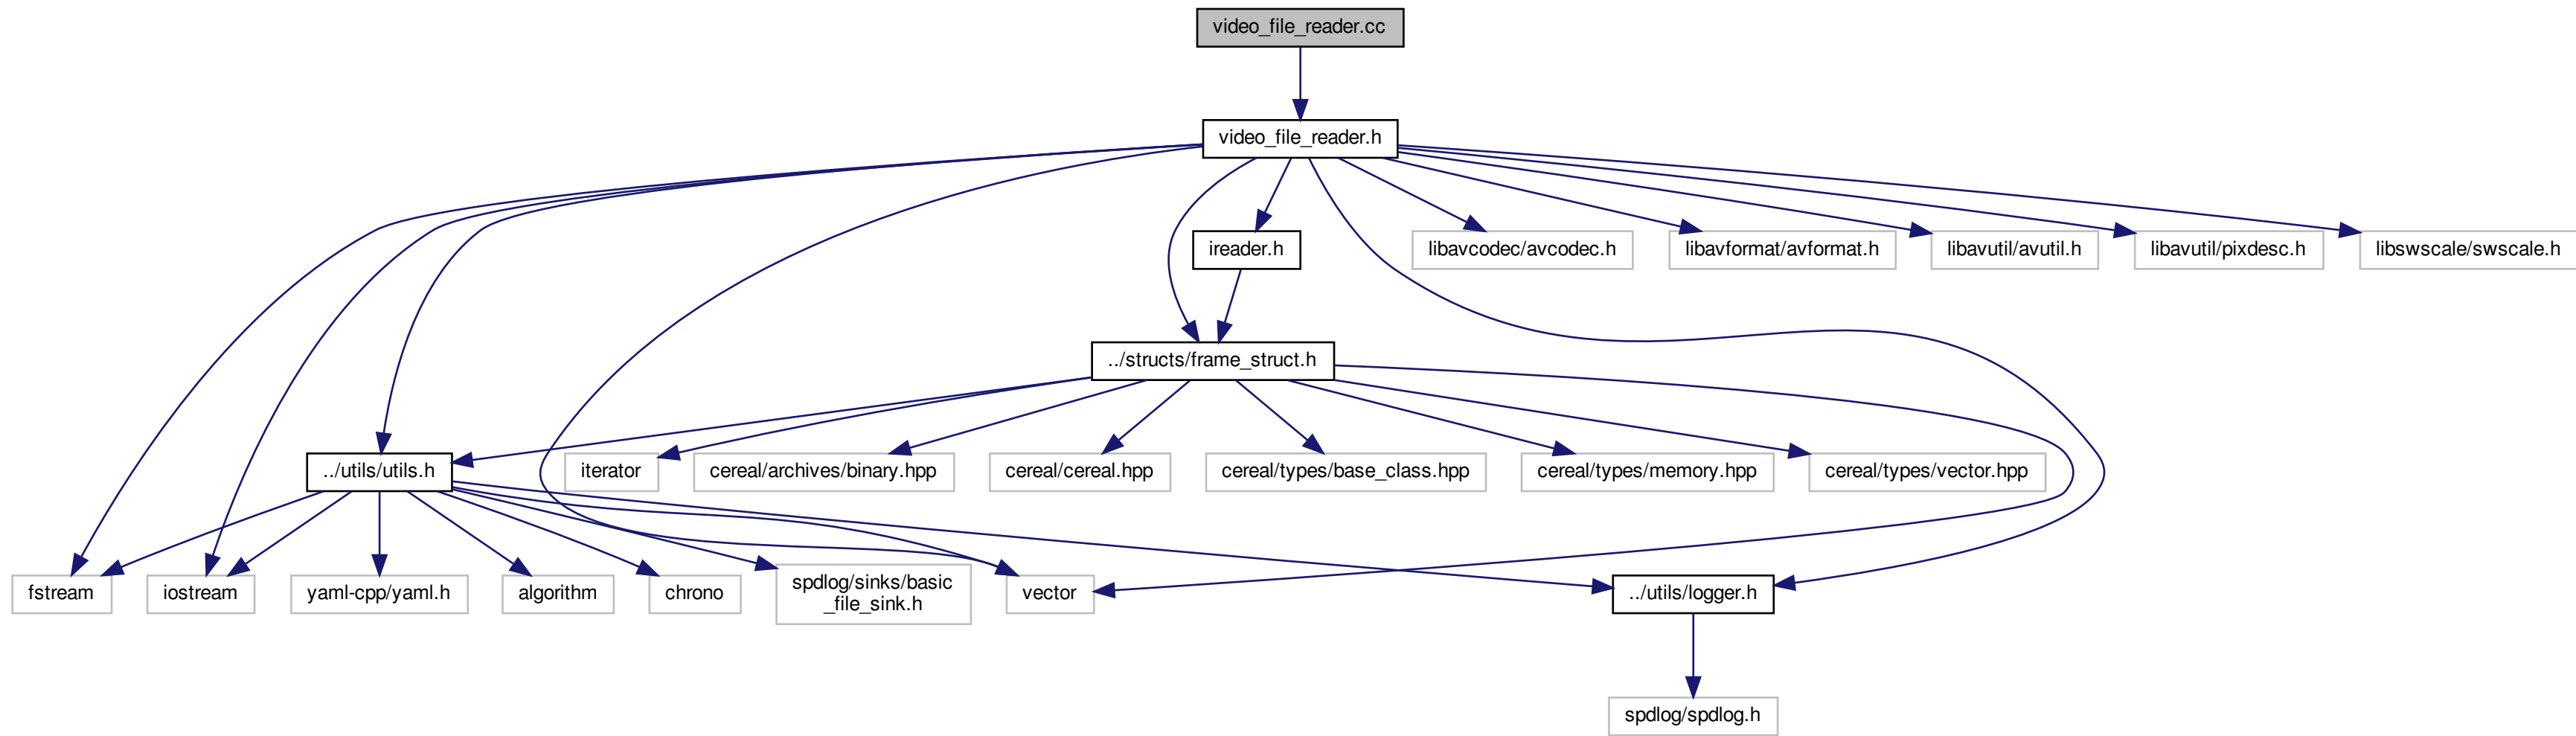 video_file_reader.cc
video_file_reader.h
ireader.h
libavcodec/avcodec.h
libavformat/avformat.h
libavutil/avutil.h
libavutil/pixdesc.h
libswscale/swscale.h
../structs/frame_struct.h
../utils/utils.h
iterator
cereal/archives/binary.hpp
cereal/cereal.hpp
cereal/types/base_class.hpp
cereal/types/memory.hpp
cereal/types/vector.hpp
fstream
iostream
yaml-cpp/yaml.h
algorithm
chrono
spdlog/sinks/basic
_file_sink.h
vector
../utils/logger.h
spdlog/spdlog.h